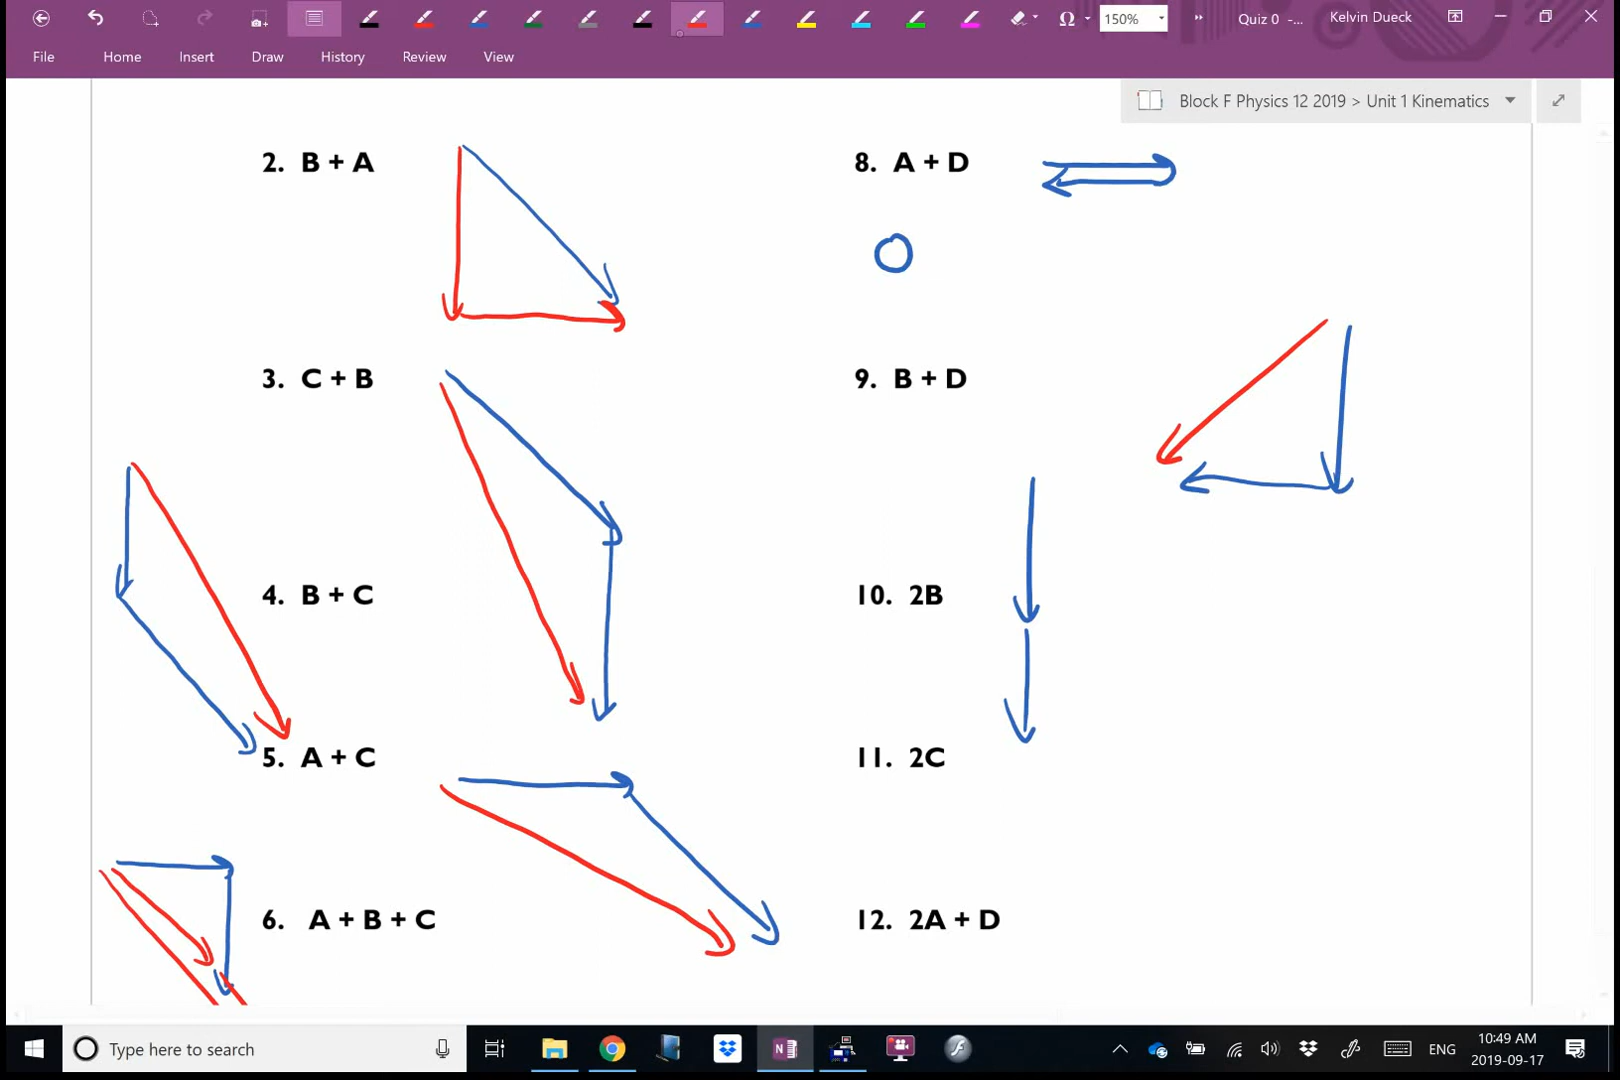 150%
Quiz 0 -...
Kelvin Dueck
File
Home
Insert
Draw
History
Review
View
Block F Physics 12 2019 > Unit 1 Kinematics
2. B + A
3. C + B
4. B + C
5. A + C
6. A + B + C
8. A + D
O
9. B + D
10. 2B
11. 2C
12. 2A + D
Type here to search
ENG
10:49 AM
2019-09-17